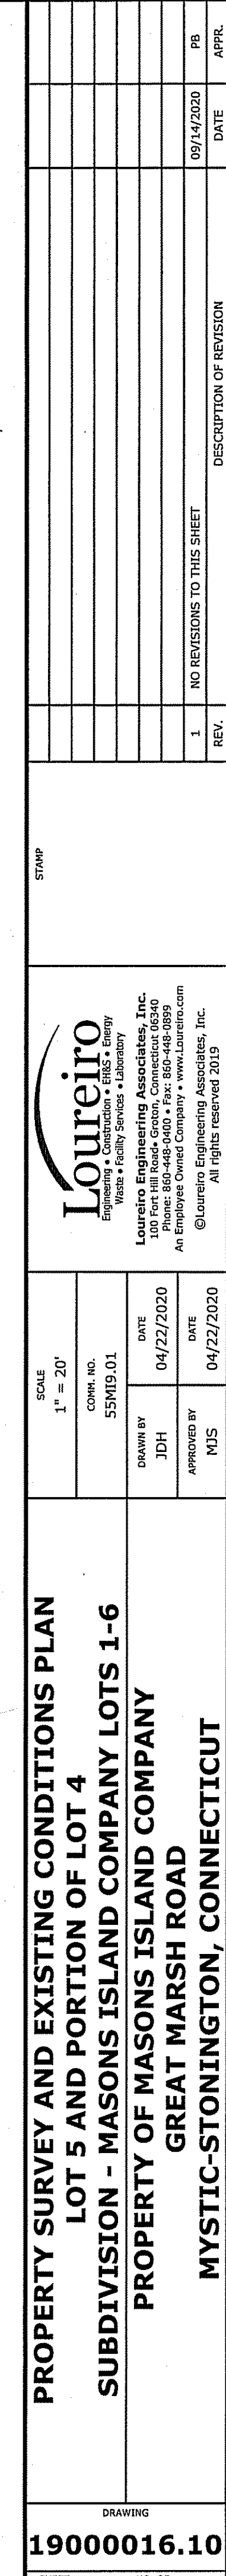 DRAWING
19000016.10
PROPERTY SURVEY AND EXISTING CONDITIONS PLAN
LOT 5 AND PORTION OF LOT 4
SUBDIVISION - MASONS ISLAND COMPANY LOTS 1-6
PROPERTY OF MASONS ISLAND COMPANY
GREAT MARSH ROAD
MYSTIC-STONINGTON, CONNECTICUT
SCALE
1" = 20'
COMM. NO.
55MI9.01
DRAWN BY
JDH
DATE
04/22/2020
APPROVED BY
MJS
DATE
04/22/2020
Loureiro
Engineering • Construction • EH&S • Energy
Waste • Facility Services • Laboratory
Loureiro Engineering Associates, Inc.
100 Fort Hill Road• Groton, Connecticut 06340
Phone: 860-448-0400 • Fax: 860-448-0899
An Employee Owned Company • www.Loureiro.com
©Loureiro Engineering Associates, Inc.
All rights reserved 2019
STAMP
1 NO REVISIONS TO THIS SHEET 09/14/2020 PB
REV. DESCRIPTION OF REVISION DATE APPR.